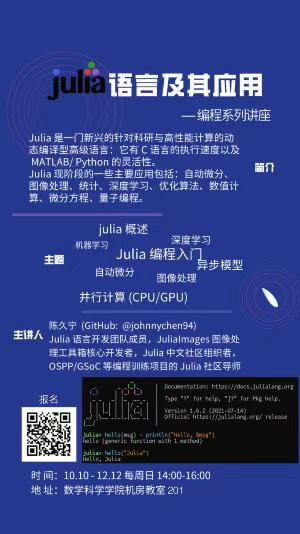 julia 语言及其应用
— 编程系列讲座
Julia 是一门新兴的针对科研与高性能计算的动
态编译型高级语言：它有 C 语言的执行速度以及
MATLAB/ Python 的灵活性。
Julia 现阶段的一些主要应用包括：自动微分、
图像处理、统计、深度学习、优化算法、数值计
算、微分方程、量子编程。
简介
julia 概述
机器学习
深度学习
主题
Julia 编程入门
异步模型
自动微分
图像处理
并行计算 (CPU/GPU)
主讲人
陈久宁 (GitHub: @johnnychen94)
Julia 语言开发团队成员，JuliaImages 图像处
理工具箱核心开发者，Julia 中文社区组织者，
OSPP/GSoC 等编程训练项目的 Julia 社区导师
报名
Documentation: https://docs.julialang.org
Type "?" for help, "]?" for Pkg help.
Version 1.6.2 (2021-07-14)
Official https://julialang.org/ release
julia> hello(msg) = println("Hello, $msg")
hello (generic function with 1 method)
julia> hello("Julia")
Hello, Julia
时 间：10.10 - 12.12 每周日 14:00-16:00
地 址：数学科学学院机房教室 201